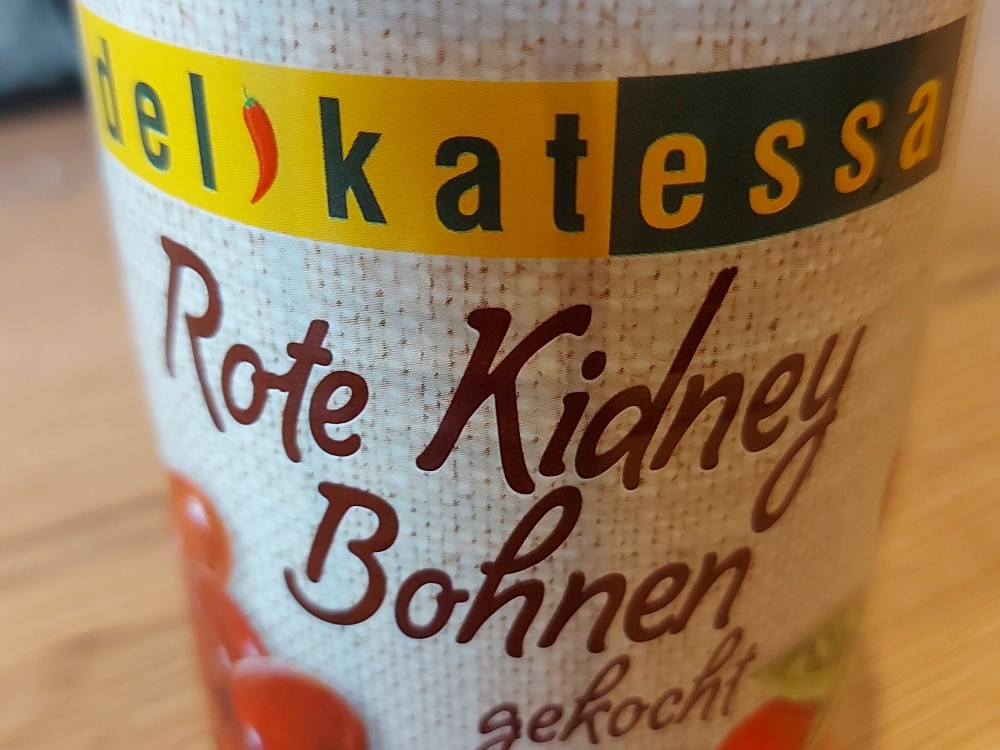 delikatessa
Rote Kidney
Bohnen
gekocht